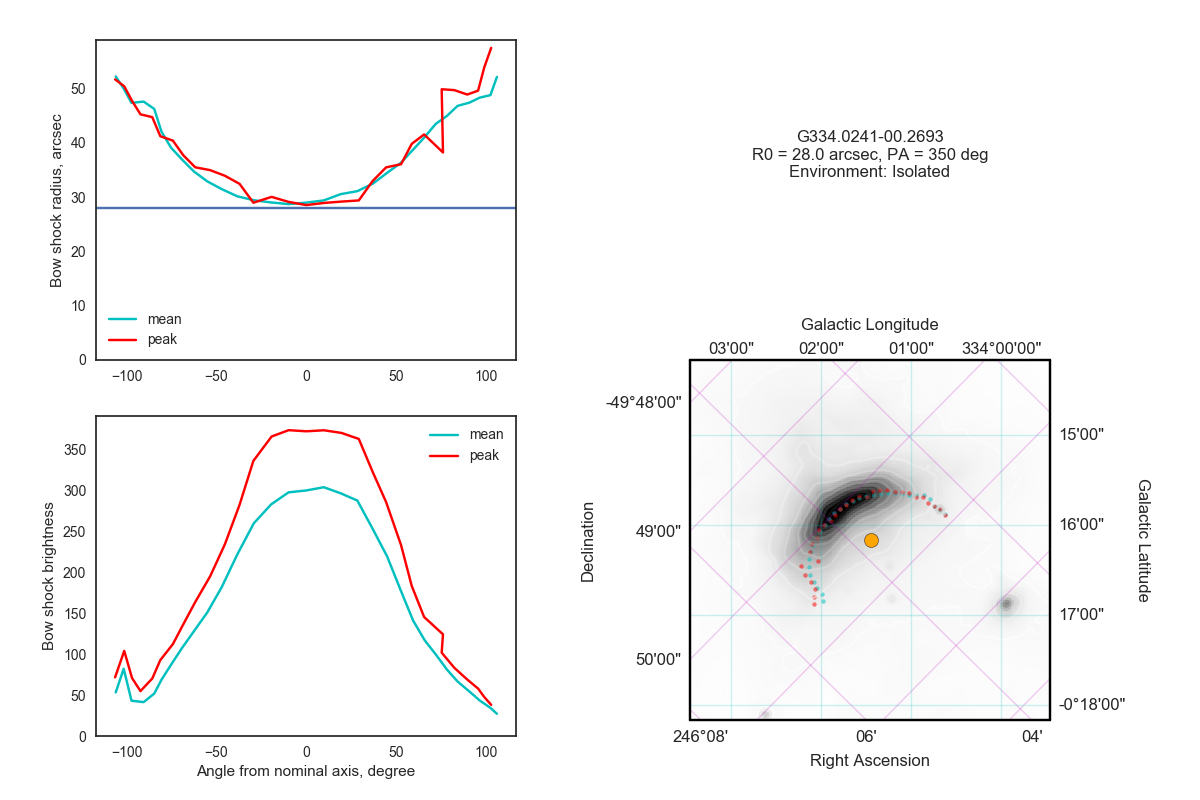 50
40
30
20
10
0
Bow shock radius, arcsec
mean
peak
−100
−50
0
50
100
G334.0241-00.2693
R0 = 28.0 arcsec, PA = 350 deg
Environment: Isolated
350
300
250
200
150
100
50
0
Bow shock brightness
mean
peak
−100
−50
0
50
100
Angle from nominal axis, degree
Galactic Longitude
03'00"
02'00"
01'00"
334°00'00"
-49°48'00"
49'00"
50'00"
Declination
15'00"
16'00"
17'00"
-0°18'00"
Galactic Latitude
246°08'
06'
04'
Right Ascension